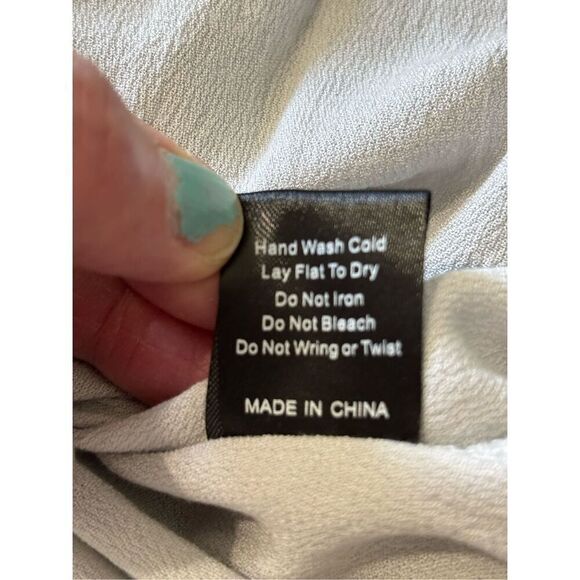 Hand Wash Cold
Lay Flat To Dry
Do Not Iron
Do Not Bleach
Do Not Wring or Twist
MADE IN CHINA